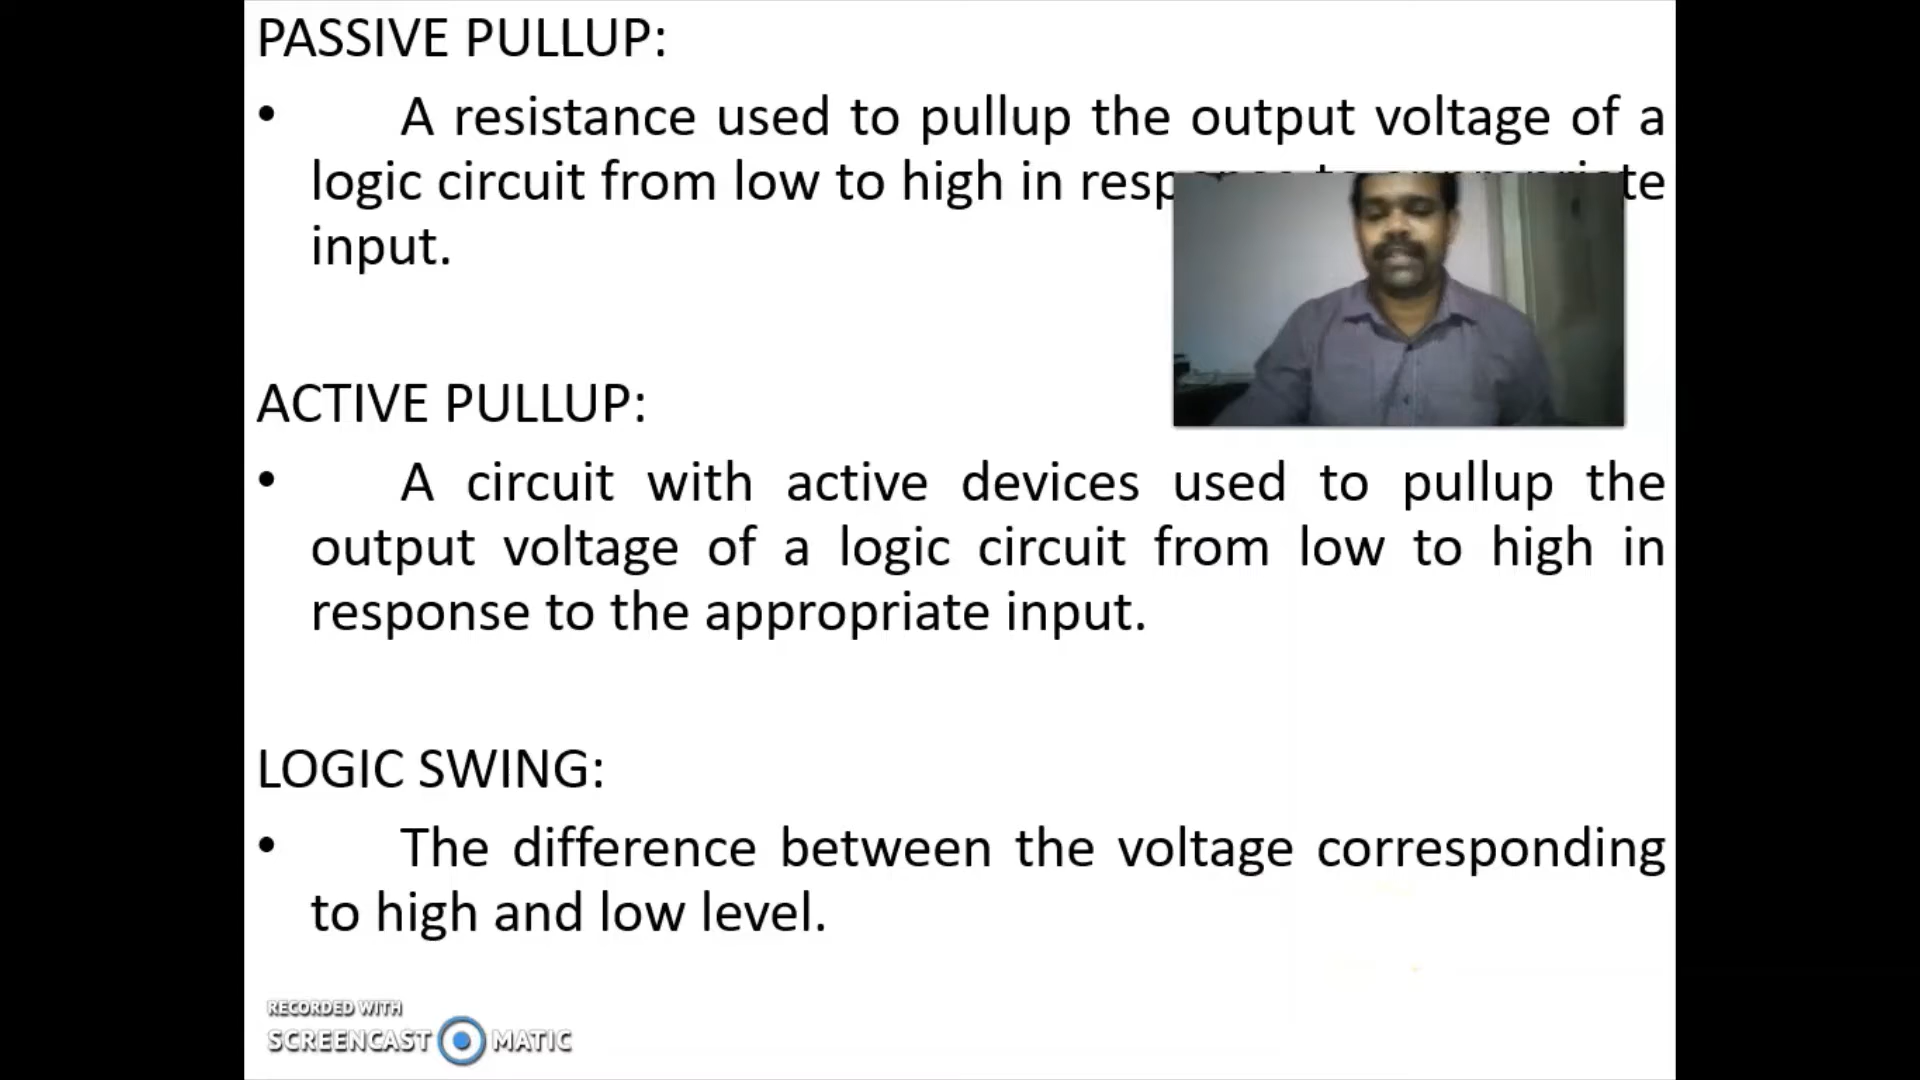 PASSIVE PULLUP:
• A resistance used to pullup the output voltage of a
logic circuit from low to high in response to appropriate
input.
ACTIVE PULLUP:
• A circuit with active devices used to pullup the
output voltage of a logic circuit from low to high in
response to the appropriate input.
LOGIC SWING:
• The difference between the voltage corresponding
to high and low level.
RECORDED WITH
SCREENCAST MATIC